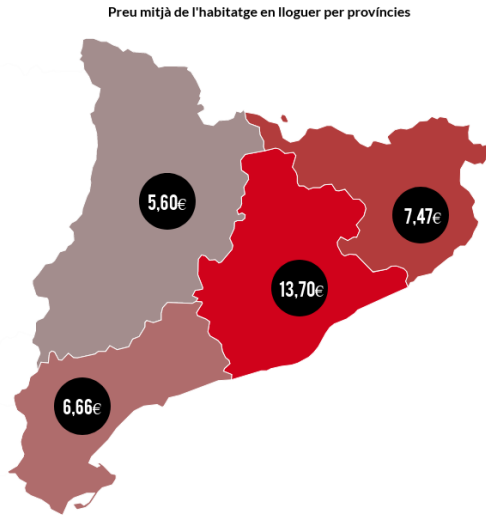 Preu mitjà de l'habitatge en lloguer per províncies
5,60€
7,47€
13,70€
6,66€